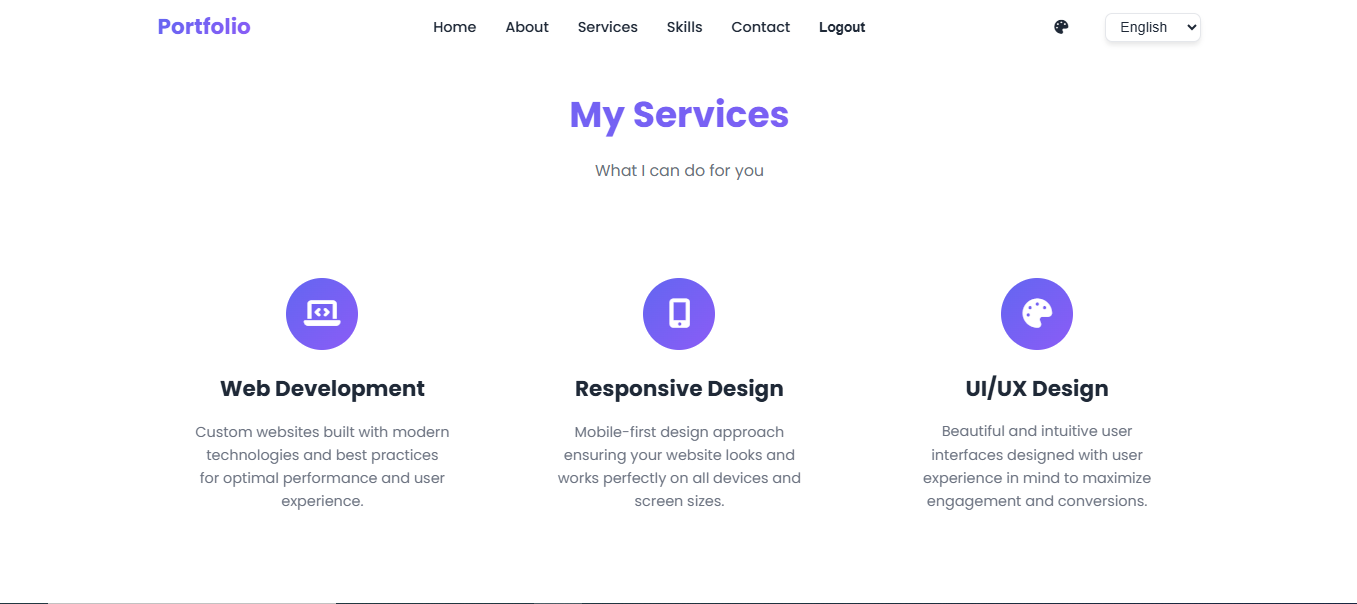 Portfolio Home About Services Skills Contact Logout English
My Services
What I can do for you
Web Development
Custom websites built with modern
technologies and best practices
for optimal performance and user
experience.
Responsive Design
Mobile-first design approach
ensuring your website looks and
works perfectly on all devices and
screen sizes.
UI/UX Design
Beautiful and intuitive user
interfaces designed with user
experience in mind to maximize
engagement and conversions.